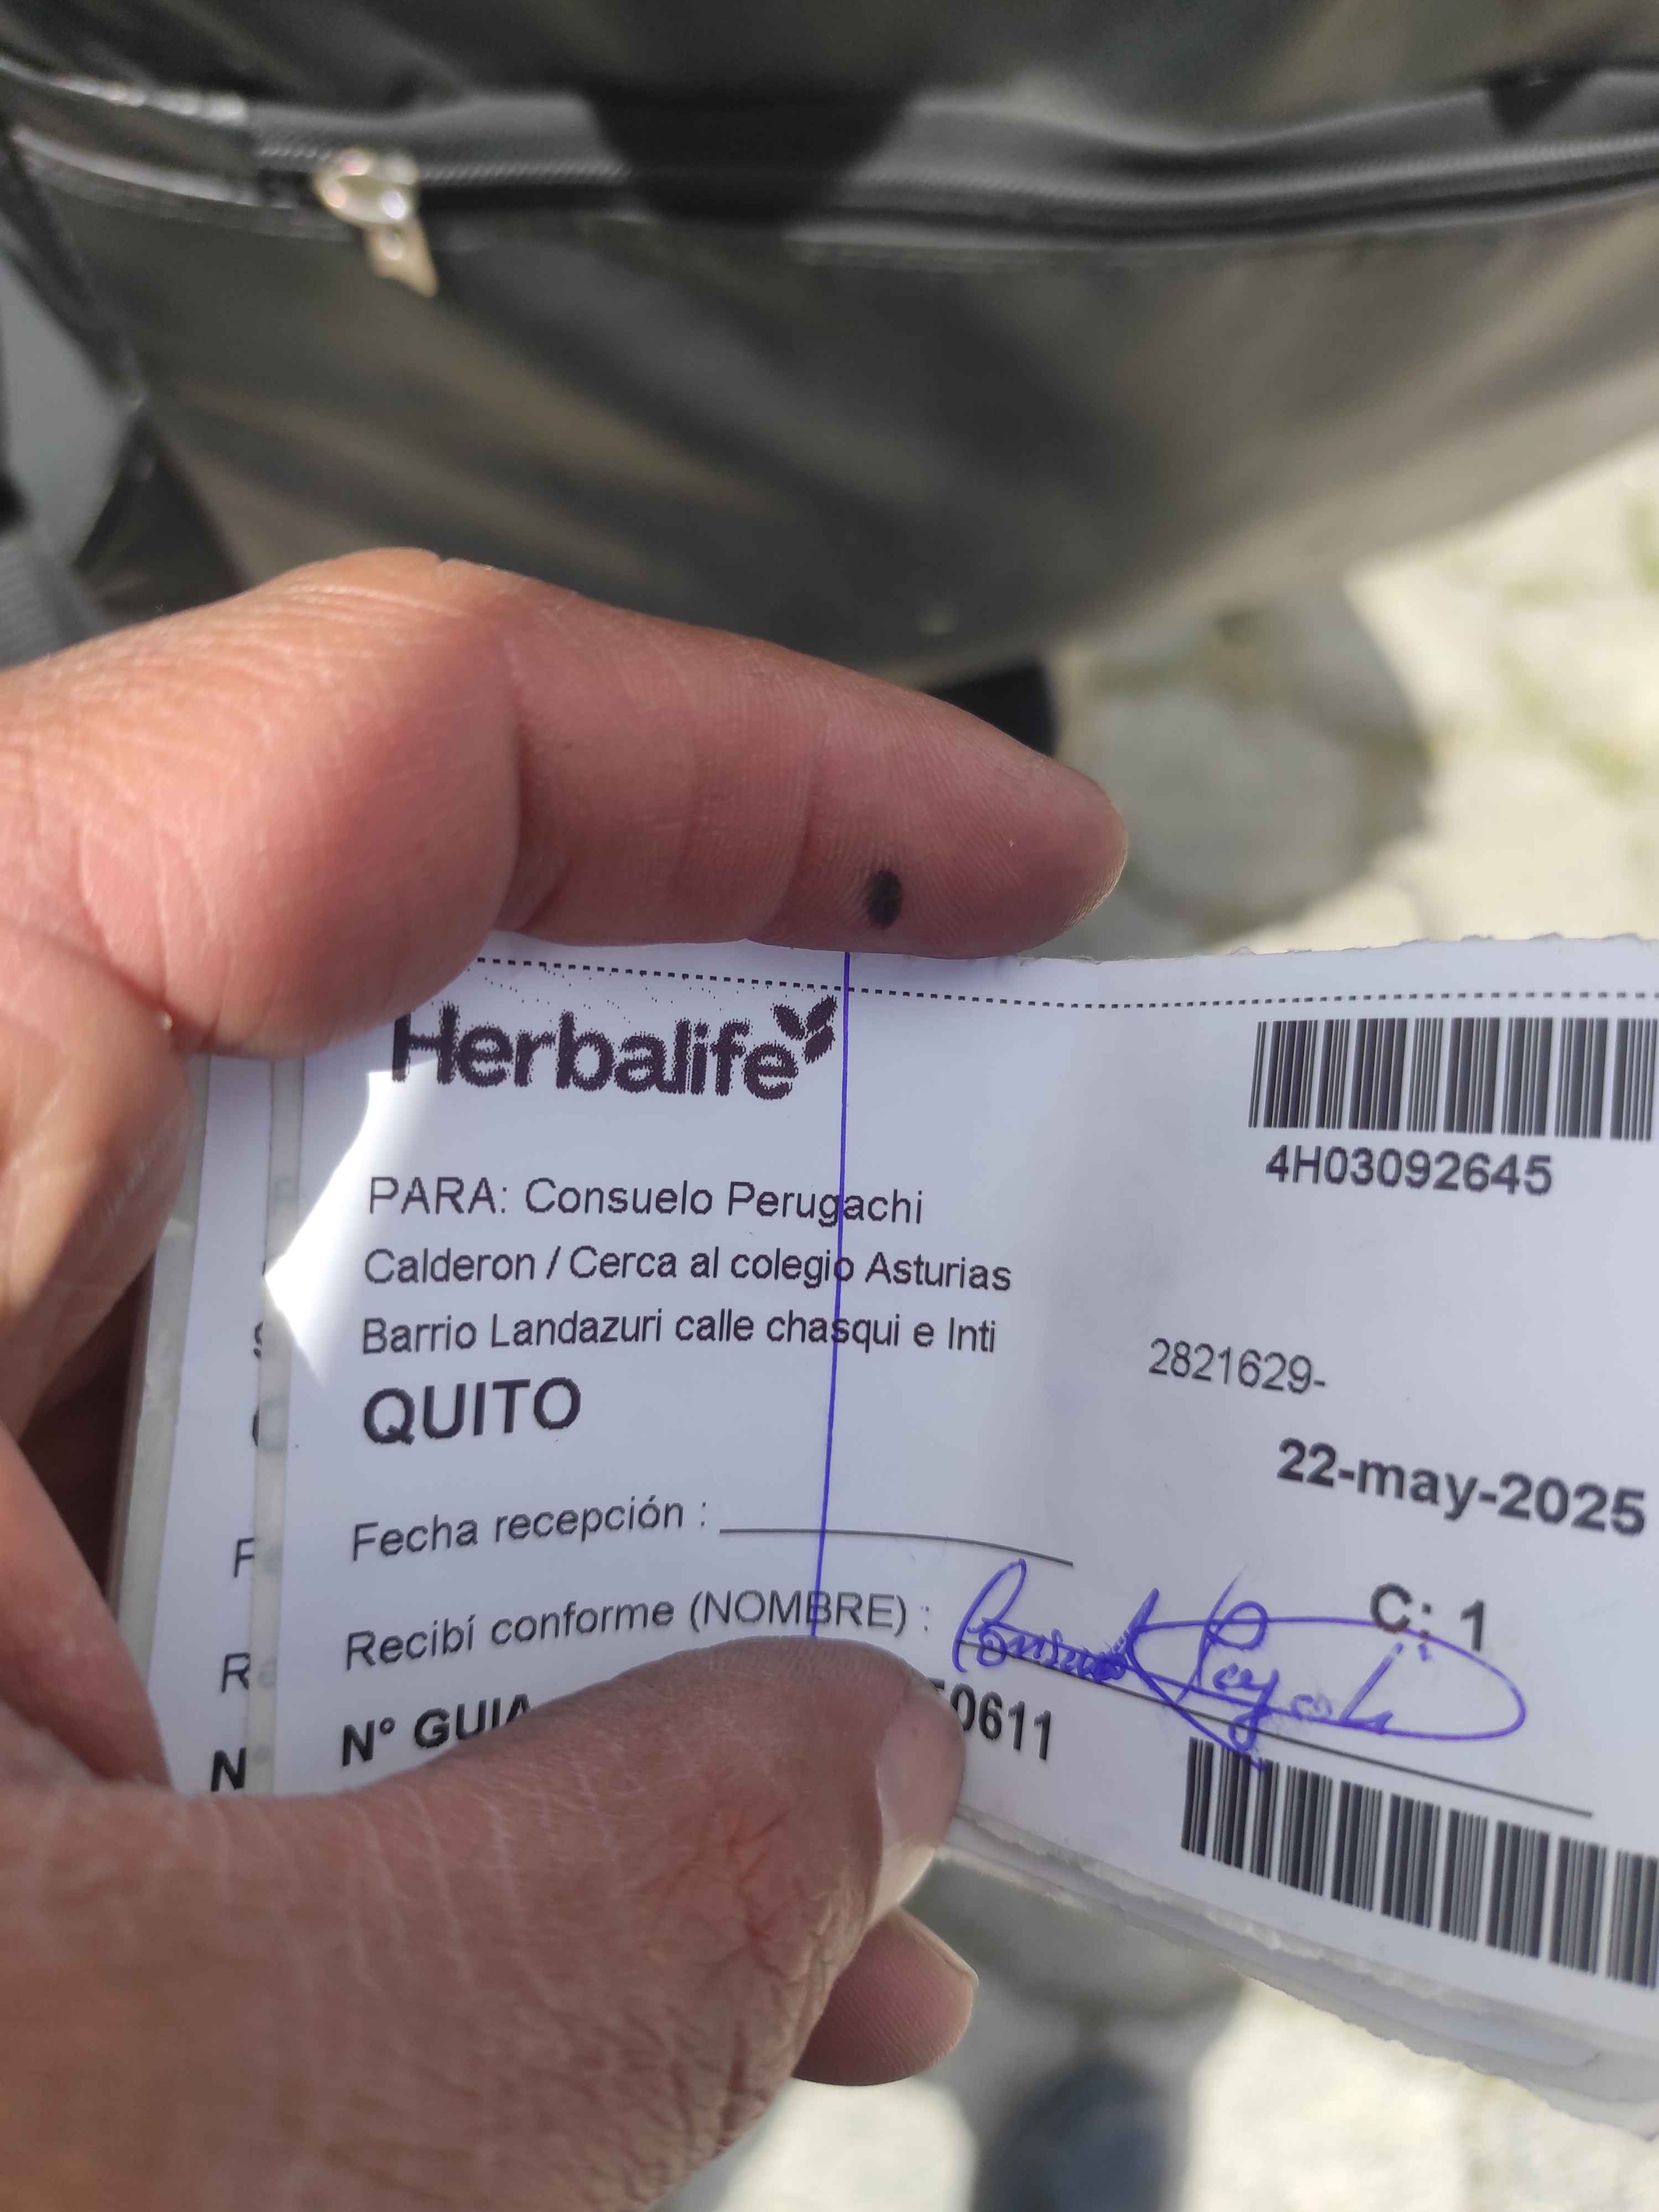 Herbalife
4H03092645
PARA: Consuelo Perugachi
Calderon / Cerca al colegio Asturias
Barrio Landazuri calle chasqui e Inti
2821629-
QUITO
22-may-2025
Fecha recepción :
C: 1
Recibí conforme (NOMBRE) :
N° GUIA 0611